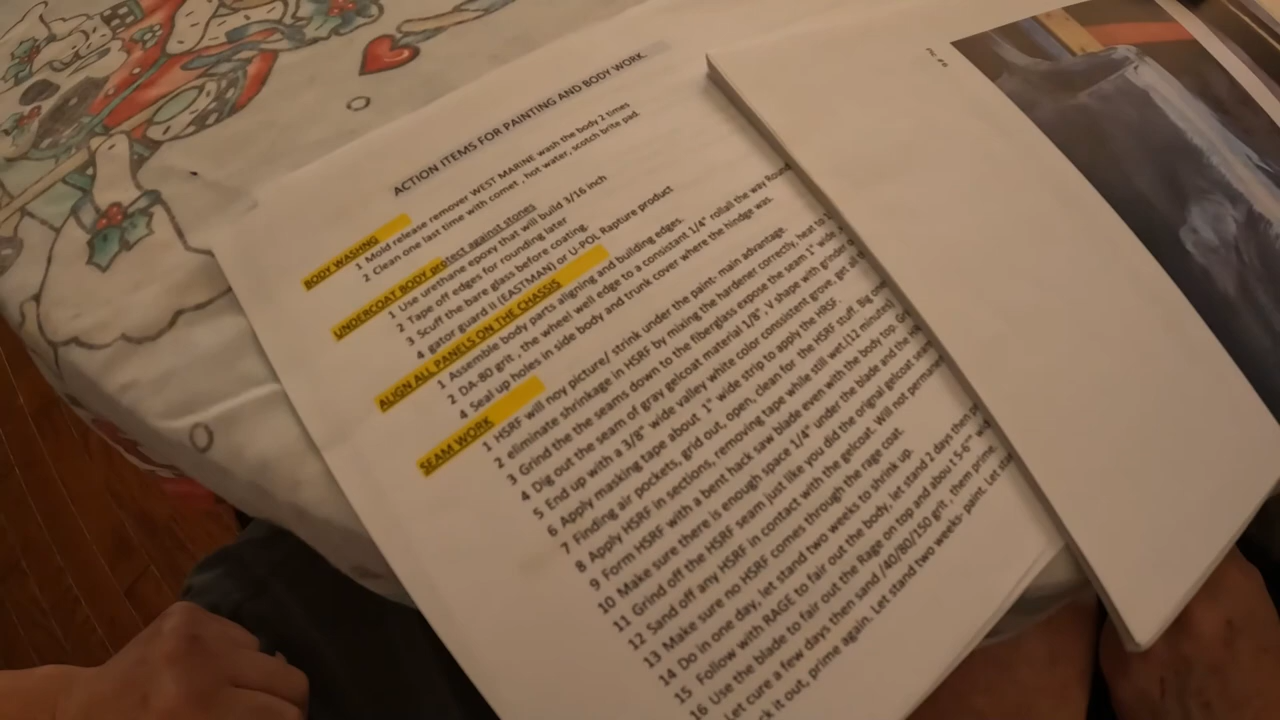 ACTION ITEMS FOR PAINTING AND BODY WORK
BODY WASHNG
1 Mold release remover WEST MARINE wash the body 2 times
2 Clean one last time with comet , hot water, scotch brite pad.
UNDERCOAT BODY protect against stones
1 Use urethane epoxy that will build 3/16 inch
2 Tape off edges for rounding later
3 Scuff the bare glass before coating.
4 gator guard II (EASTMAN) or U-POL Rapture product
ALIGN ALL PANELS ON THE CHASSIS
1 Assemble body parts aligning and building edges.
2 DA-80 grit , the wheel well edge to a consistant 1/4" rollall the way Round
4 Seal up holes in side body and trunk cover where the hindge was.
SEAM WORK
1 HSRF will noy picture/ strink under the paint- main advantage.
2 eliminate shrinkage in HSRF by mixing the hardener correctly, heat
3 Grind the the seams down to the fiberglass expose the seam 1"
4 Dig out the seam of gray gelcoat material 1/8", V shape with
5 End up with a 3/8" wide valley white color consistent grove, get
6 Apply masking tape about 1" wide strip to apply the HRSF.
7 Finding air pockets, grid out, open, clean for the HSRF stuff.
8 Apply HSRF in sections, removing tape while still wet.(12
9 Form HSRF with a bent hack saw blade even with the body top.
10 Make sure there is enough space 1/4" under the blade and the
11 Grind off the HSRF seam just like you did the orignal gelcoat
12 Sand off any HSRF in contact with the gelcoat. Will not
13 Make sure no HSRF comes through the rage coat.
14 Do in one day, let stand two weeks to shrink up.
15 Follow with RAGE to fair out the body, let stand 2 days then
16 Use the blade to fair out the Rage on top and about 5-6"
Let cure a few days then sand /40/80/150 grit , them prime
it out, prime again. Let stand two weeks- paint. Let